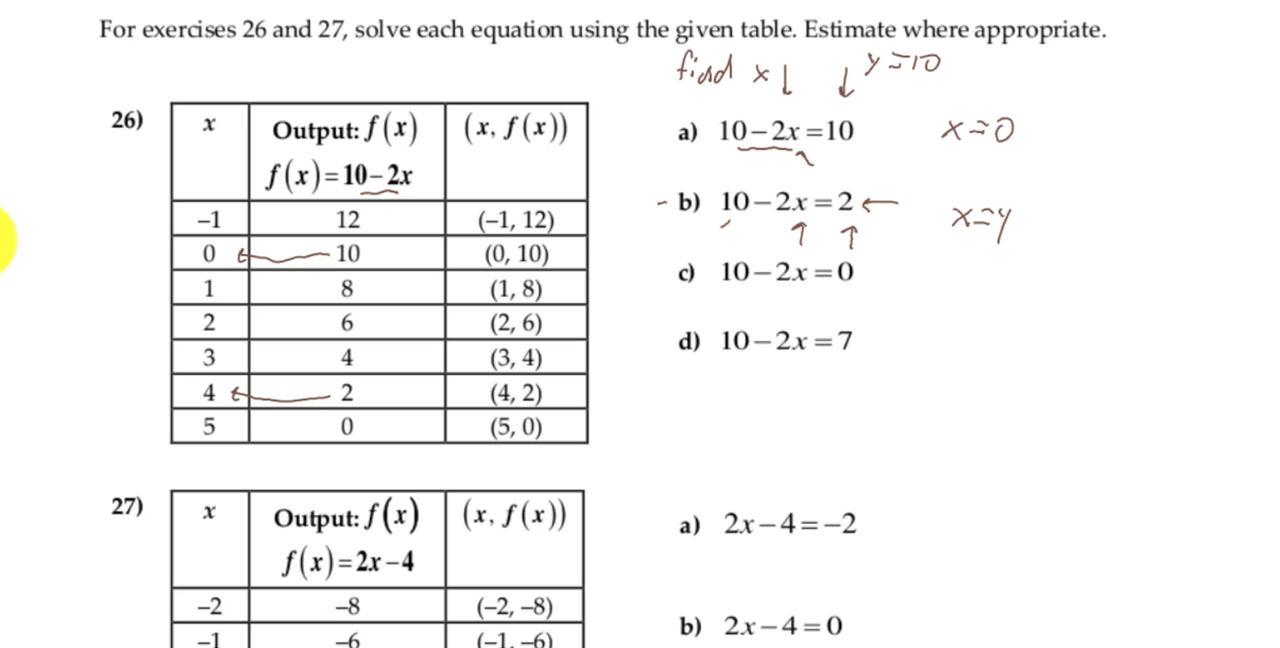 For exercises 26 and 27, solve each equation using the given table. Estimate where appropriate.
find x ↓ ↓ y=10
26)
x | Output: f(x) f(x)=10–2x | (x, f(x))
–1 | 12 | (–1, 12)
0 | 10 | (0, 10)
1 | 8 | (1, 8)
2 | 6 | (2, 6)
3 | 4 | (3, 4)
4 | 2 | (4, 2)
5 | 0 | (5, 0)
a) 10–2x=10 x=0
b) 10–2x=2 ← x=4
c) 10–2x=0
d) 10–2x=7
27)
x | Output: f(x) f(x)=2x–4 | (x, f(x))
–2 | –8 | (–2, –8)
–1 | –6 | (–1, –6)
a) 2x–4=–2
b) 2x–4=0